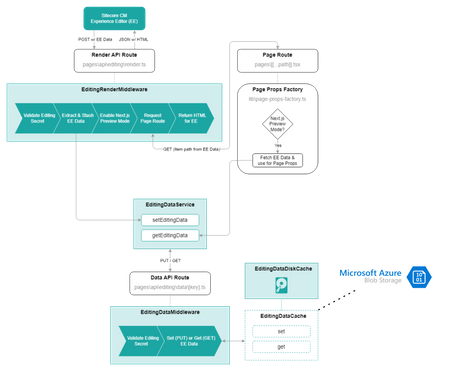 Sitecore CM
Experience Editor (EE)
POST w/ EE Data
JSON w/ HTML
Render API Route
pages/api/editing/render.ts
Page Route
pages/[[...path]].tsx
EditingRenderMiddleware
Validate Editing
Secret
Extract & Stash
EE Data
Enable Next.js
Preview Mode
Request
Page Route
Return HTML
for EE
GET (item path from EE Data)
Page Props Factory
lib/page-props-factory.ts
Next.js
Preview
Mode?
Yes
Fetch EE Data &
use for Page Props
EditingDataService
setEditingData
getEditingData
PUT - GET
Data API Route
pages/api/editing/data/[key].ts
EditingDataMiddleware
Validate Editing
Secret
Set (PUT) or Get (GET)
EE Data
EditingDataDiskCache
EditingDataCache
set
get
Microsoft Azure
Blob Storage
10
01